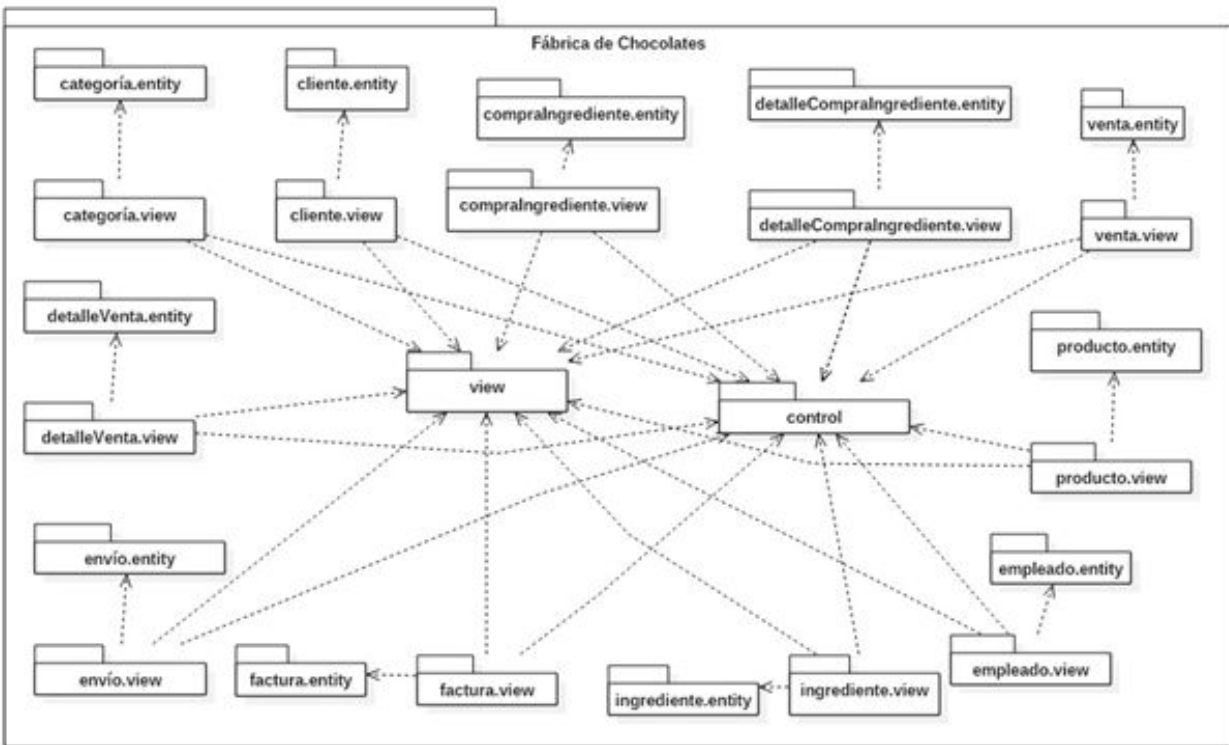 Fábrica de Chocolates
categoría.entity
cliente.entity
compraIngrediente.entity
detalleCompraIngrediente.entity
venta.entity
categoría.view
cliente.view
compraIngrediente.view
detalleCompraIngrediente.view
venta.view
detalleVenta.entity
producto.entity
view
control
detalleVenta.view
producto.view
envío.entity
empleado.entity
envío.view
factura.entity
factura.view
ingrediente.entity
ingrediente.view
empleado.view